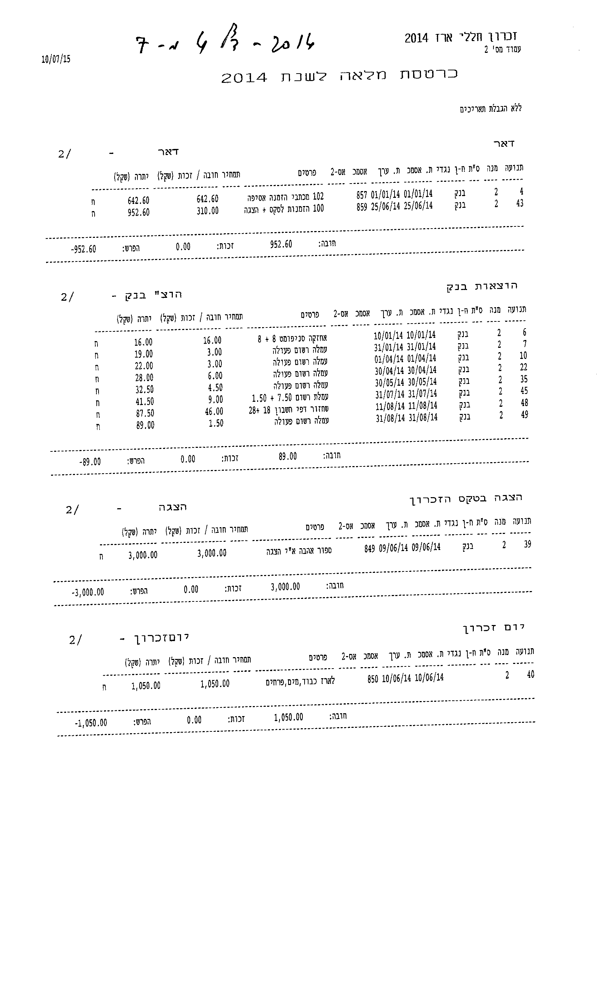 זכרון חללי ארז 2014
עמוד מס' 2
2014 - 4 מ-7
10/07/15
כרטסת מלאה לשנת 2014
ללא הגבלת תאריכים
דאר דאר - 2/
תנועה מנה ס"ת ח-ן נגדי ת. אסמכ ת. ערך אסמכ אס-2 פרטים תמחיר חובה / זכות (שקל) יתרה (שקל)
4 2 בנק 01/01/14 01/01/14 857 102 מכתבי הזמנה אסיפה 642.60 642.60 ח
43 2 בנק 25/06/14 25/06/14 859 100 הזמנות לטקס + הצגה 310.00 952.60 ח
חובה: 952.60 זכות: 0.00 הפרש: 952.60-
הוצאות בנק הוצ" בנק - 2/
תנועה מנה ס"ת ח-ן נגדי ת. אסמכ ת. ערך אסמכ אס-2 פרטים תמחיר חובה / זכות (שקל) יתרה (שקל)
6 2 בנק 10/01/14 10/01/14 אחזקה סניפומט 8 + 8 16.00 16.00 ח
7 2 בנק 31/01/14 31/01/14 עמלה רשום פעולה 3.00 19.00 ח
10 2 בנק 01/04/14 01/04/14 עמלה רשום פעולה 3.00 22.00 ח
22 2 בנק 30/04/14 30/04/14 עמלה רשום פעולה 6.00 28.00 ח
35 2 בנק 30/05/14 30/05/14 עמלה רשום פעולה 4.50 32.50 ח
45 2 בנק 31/07/14 31/07/14 עמלת רשום 7.50 + 1.50 9.00 41.50 ח
48 2 בנק 11/08/14 11/08/14 שחזור דפי חשבון 18 +28 46.00 87.50 ח
49 2 בנק 31/08/14 31/08/14 עמלה רשום פעולה 1.50 89.00 ח
חובה: 89.00 זכות: 0.00 הפרש: 89.00-
הצגה בטקס הזכרון הצגה - 2/
תנועה מנה ס"ת ח-ן נגדי ת. אסמכ ת. ערך אסמכ אס-2 פרטים תמחיר חובה / זכות (שקל) יתרה (שקל)
39 2 בנק 09/06/14 09/06/14 849 ספור אהבה א"י הצגה 3,000.00 3,000.00 ח
חובה: 3,000.00 זכות: 0.00 הפרש: 3,000.00-
יום זכרון יוםזכרון - 2/
תנועה מנה ס"ת ח-ן נגדי ת. אסמכ ת. ערך אסמכ אס-2 פרטים תמחיר חובה / זכות (שקל) יתרה (שקל)
40 2 10/06/14 10/06/14 850 לארז כבוד,מים,פרחים 1,050.00 1,050.00 ח
חובה: 1,050.00 זכות: 0.00 הפרש: 1,050.00-